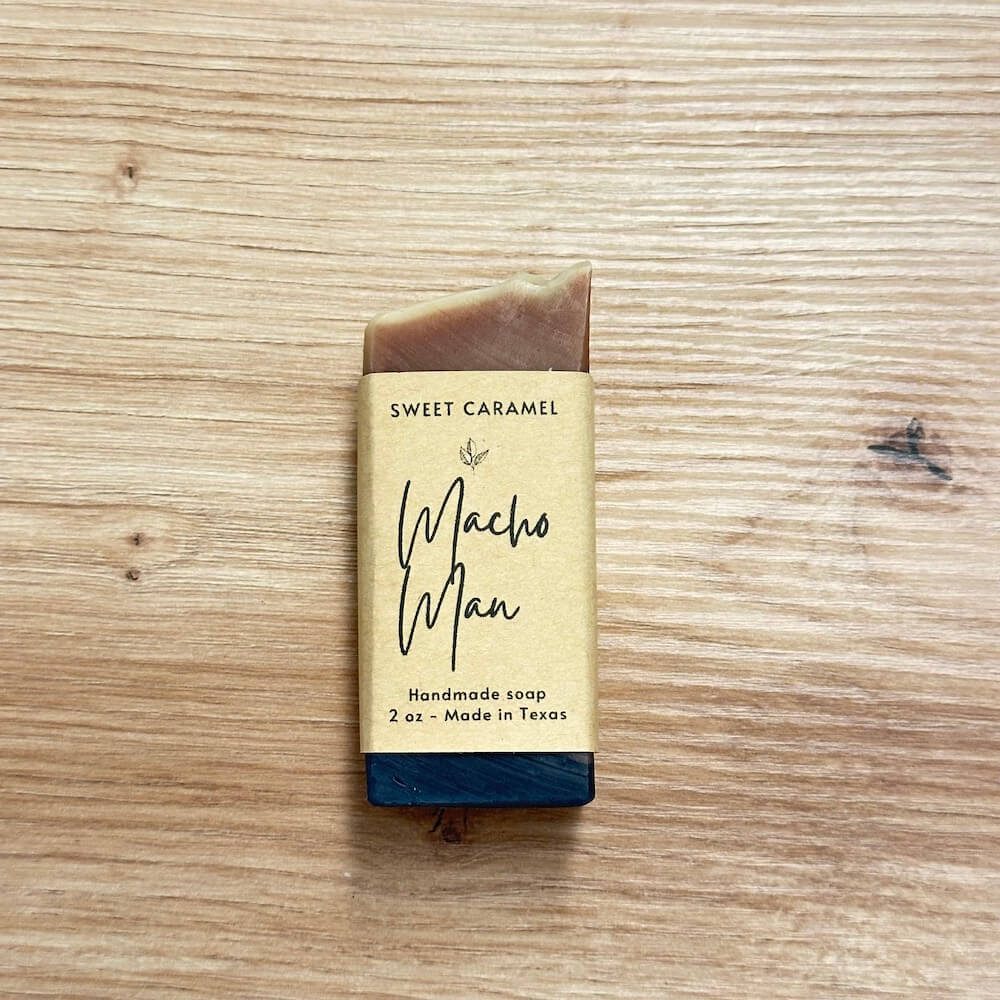 SWEET CARAMEL
Macho
Man
Handmade soap
2 oz - Made in Texas